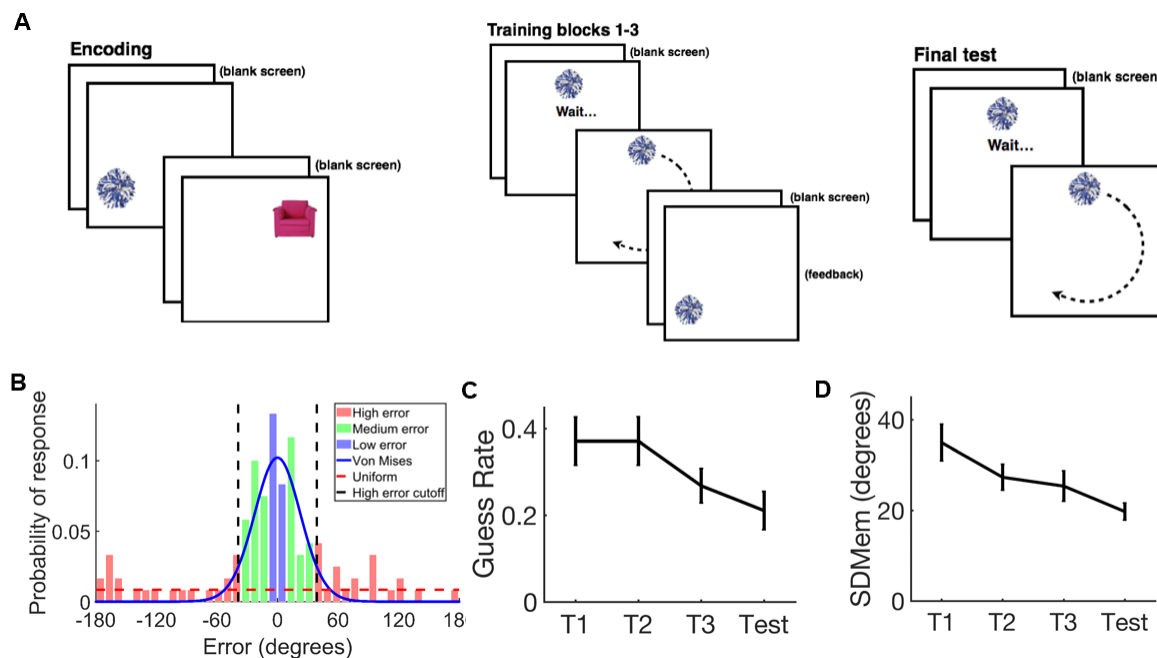 A
Encoding
(blank screen)
(blank screen)
Training blocks 1-3
(blank screen)
Wait...
(blank screen)
(feedback)
Final test
(blank screen
Wait...
B
Probability of response
0.1
0.05
0
-180 -120 -60 0 60 120 18
Error (degrees)
High error
Medium error
Low error
Von Mises
Uniform
High error cutoff
C
Guess Rate
0.4
0.2
0
T1 T2 T3 Test
D
SDMem (degrees)
40
20
0
T1 T2 T3 Test